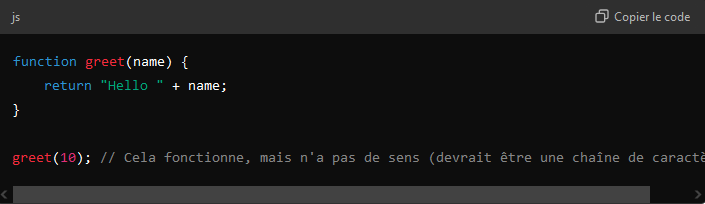 js
Copier le code
function greet(name) {
    return "Hello " + name;
}
greet(10); // Cela fonctionne, mais n'a pas de sens (devrait être une chaîne de